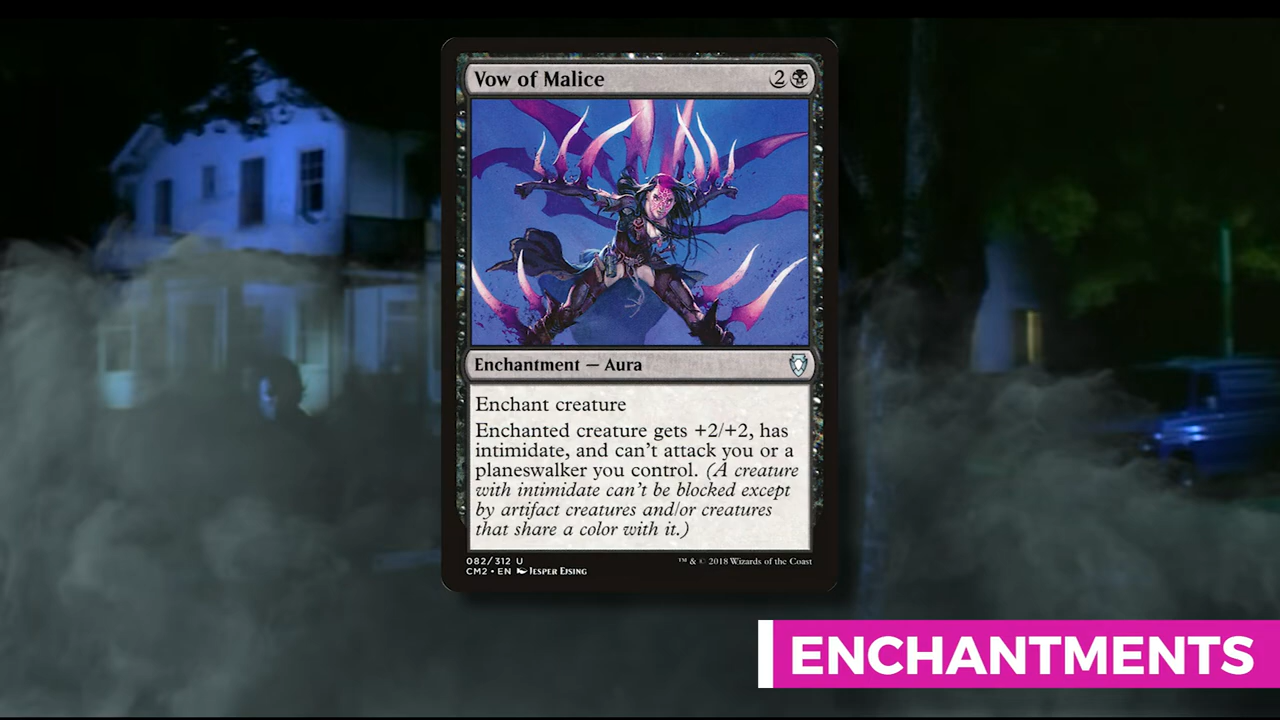 Vow of Malice 2
Enchantment — Aura
Enchant creature
Enchanted creature gets +2/+2, has
intimidate, and can't attack you or a
planeswalker you control. (A creature
with intimidate can't be blocked except
by artifact creatures and/or creatures
that share a color with it.)
082/312 U
™ & © 2018 Wizards of the Coast
CM2 • EN JESPER EJSING
ENCHANTMENTS